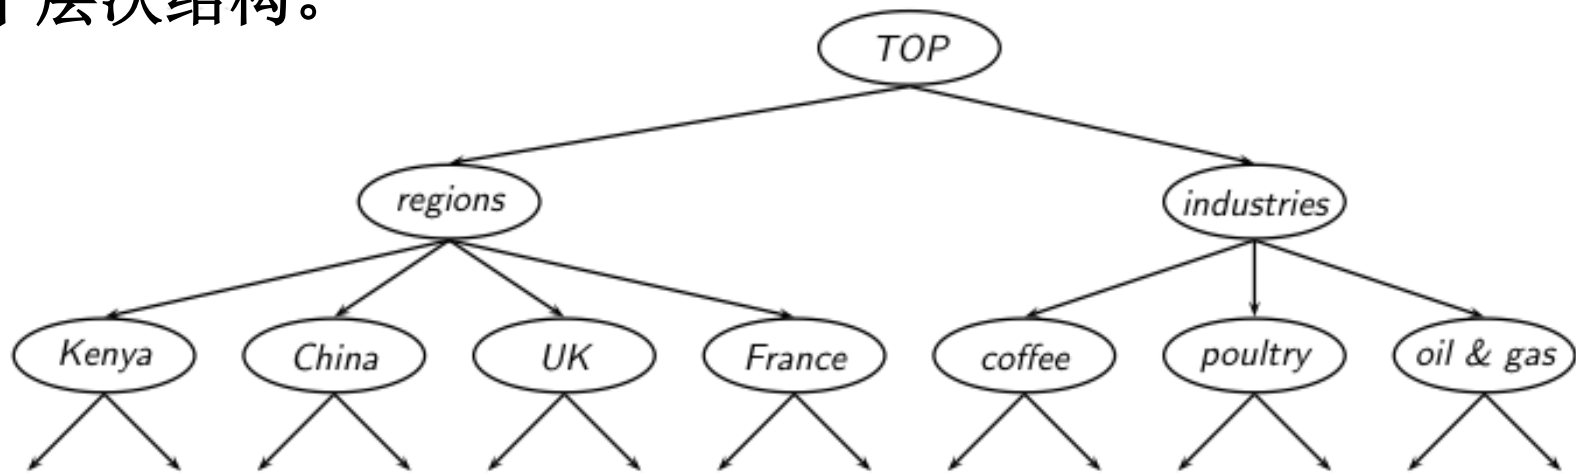 层次结构。
TOP
regions
industries
Kenya
China
UK
France
coffee
poultry
oil & gas